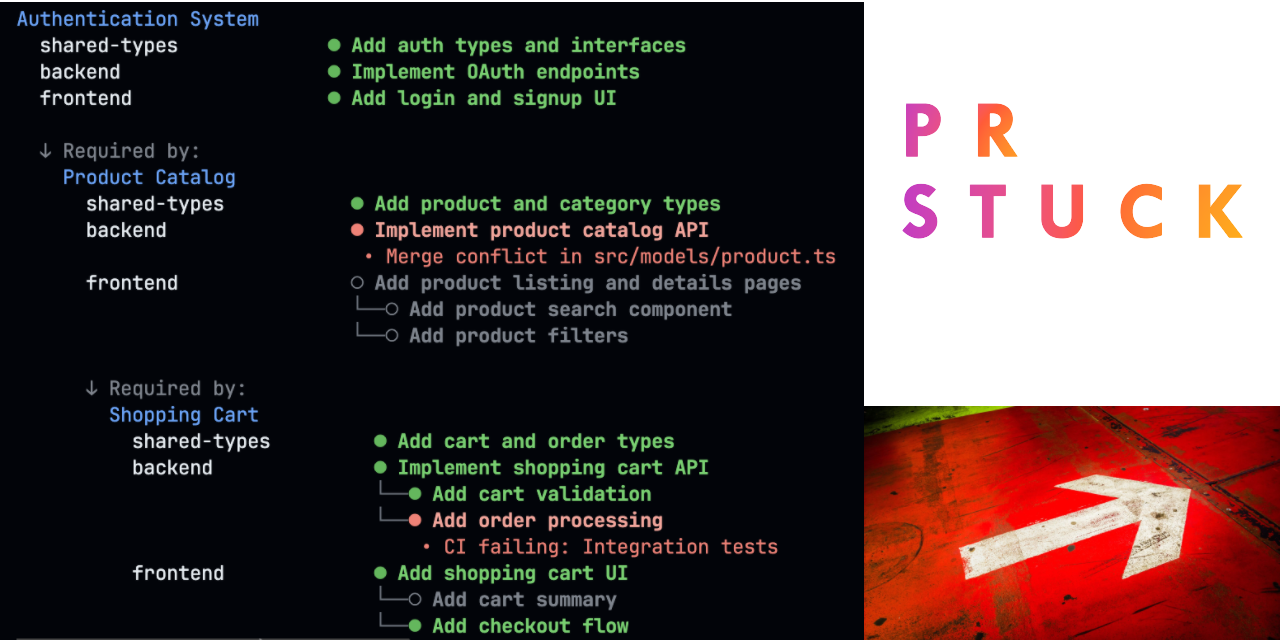 Authentication System
shared-types ● Add auth types and interfaces
backend ● Implement OAuth endpoints
frontend ● Add login and signup UI
↓ Required by:
Product Catalog
shared-types ● Add product and category types
backend ● Implement product catalog API
• Merge conflict in src/models/product.ts
frontend ○ Add product listing and details pages
└─○ Add product search component
└─○ Add product filters
↓ Required by:
Shopping Cart
shared-types ● Add cart and order types
backend ● Implement shopping cart API
└─● Add cart validation
└─● Add order processing
• CI failing: Integration tests
frontend ● Add shopping cart UI
└─○ Add cart summary
└─● Add checkout flow
PR
STUCK